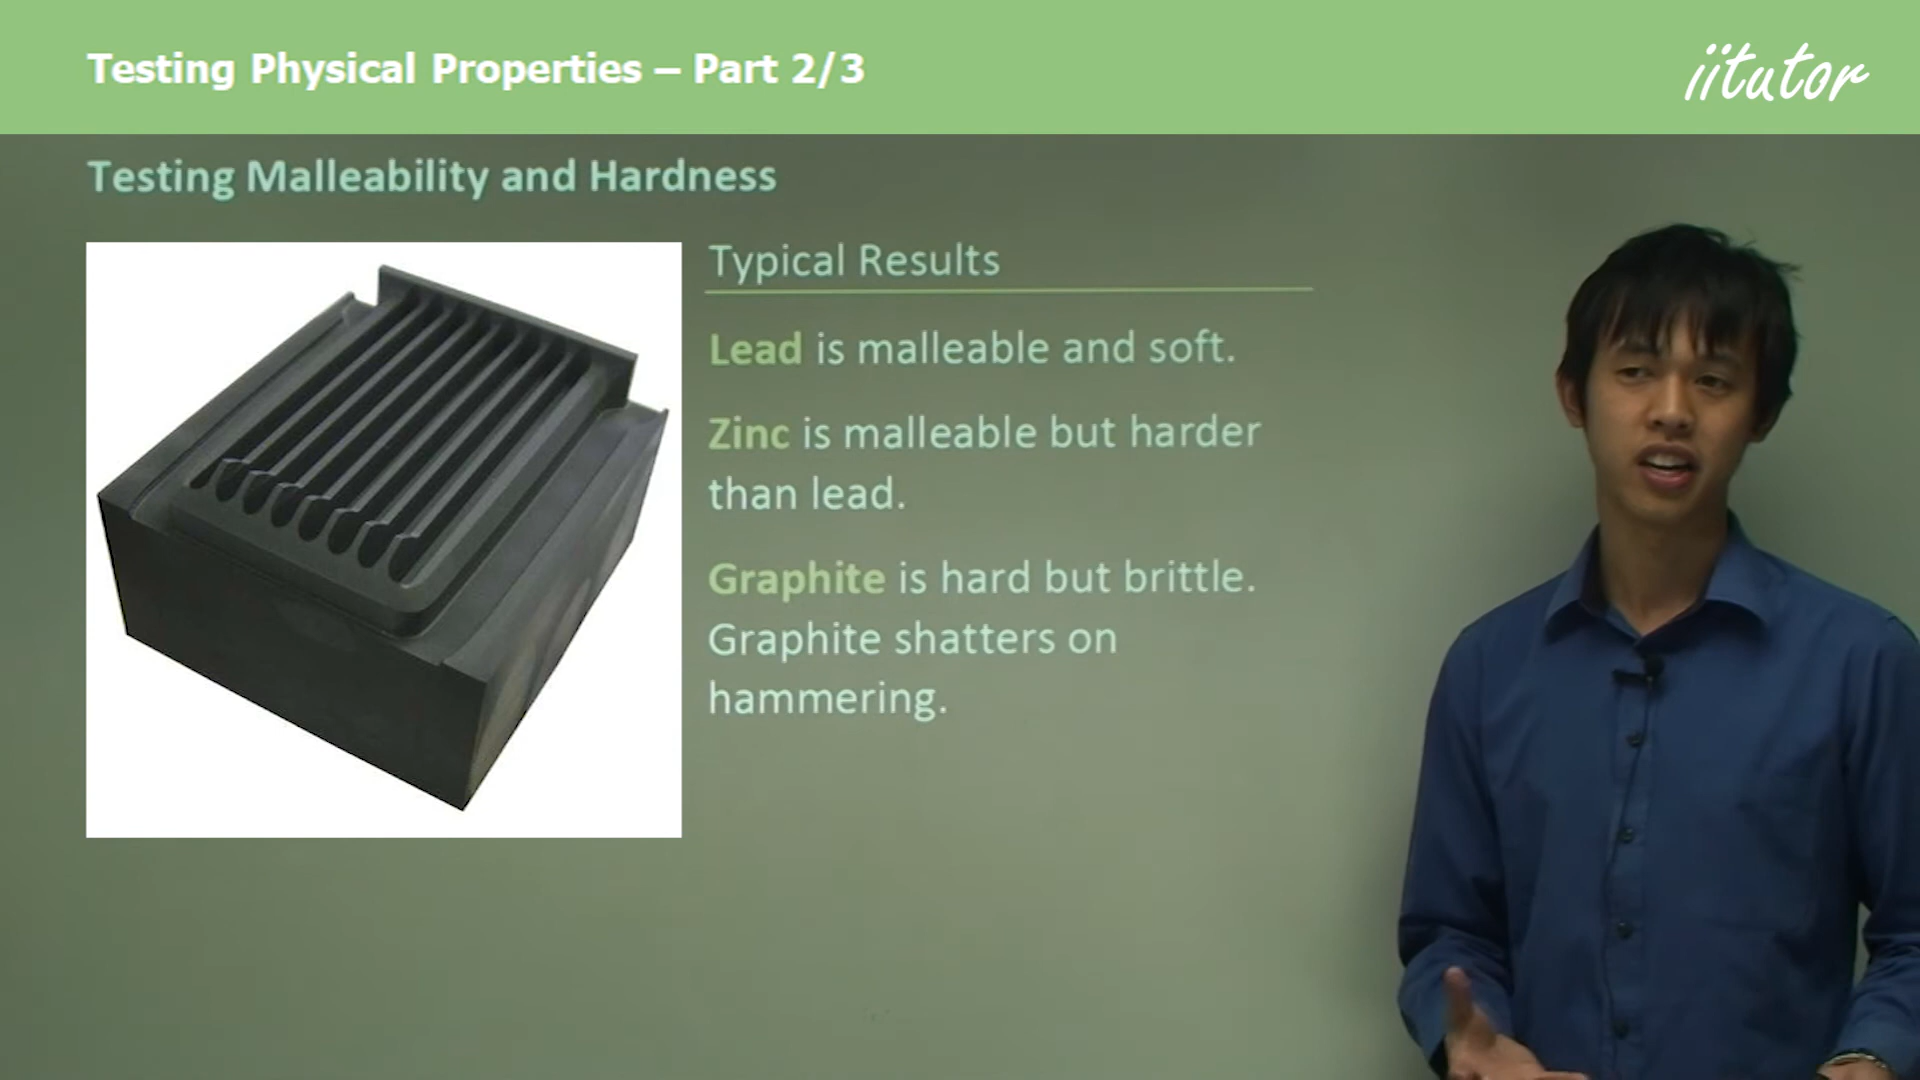 Testing Physical Properties – Part 2/3
iitutor
Testing Malleability and Hardness
Typical Results
Lead is malleable and soft.
Zinc is malleable but harder
than lead.
Graphite is hard but brittle.
Graphite shatters on
hammering.